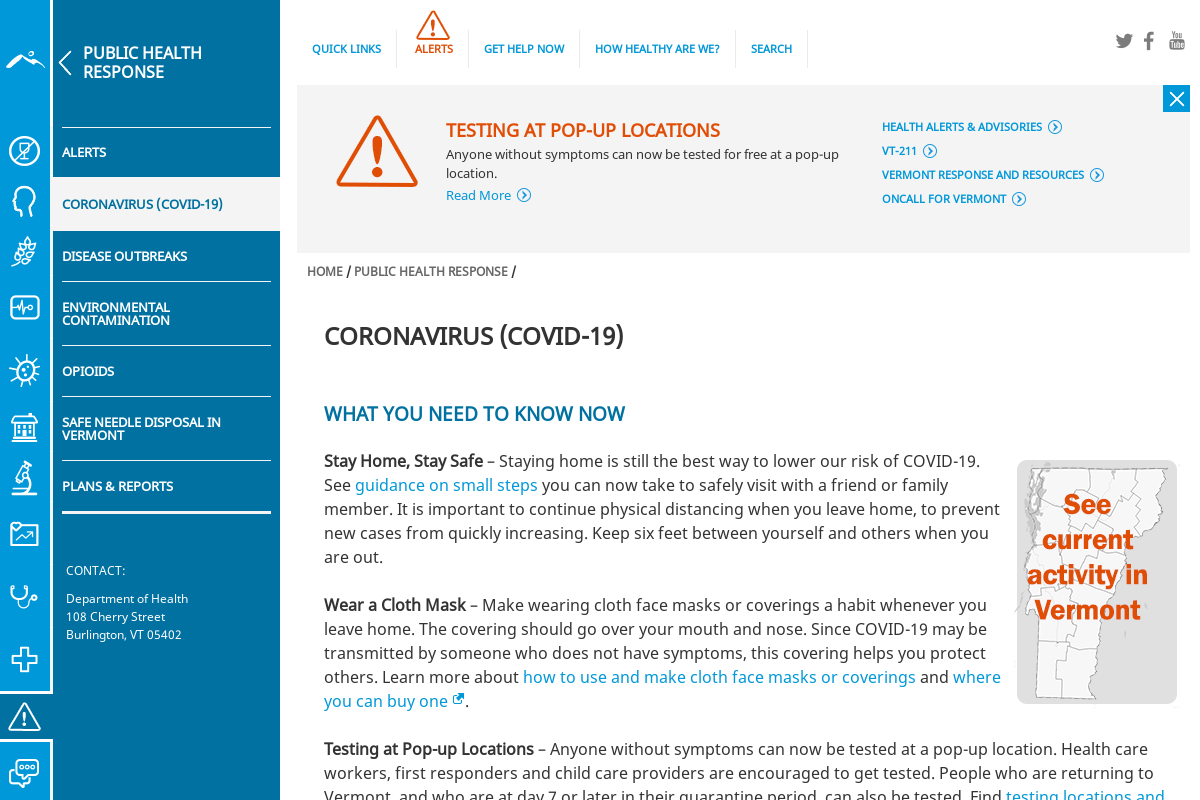 PUBLIC HEALTH
RESPONSE
ALERTS
CORONAVIRUS (COVID-19)
DISEASE OUTBREAKS
ENVIRONMENTAL
CONTAMINATION
OPIOIDS
SAFE NEEDLE DISPOSAL IN
VERMONT
PLANS & REPORTS
CONTACT:
Department of Health
108 Cherry Street
Burlington, VT 05402
QUICK LINKS
ALERTS
GET HELP NOW
HOW HEALTHY ARE WE?
SEARCH
You
Tube
TESTING AT POP-UP LOCATIONS
Anyone without symptoms can now be tested for free at a pop-up
location.
Read More
HEALTH ALERTS & ADVISORIES
VT-211
VERMONT RESPONSE AND RESOURCES
ONCALL FOR VERMONT
HOME / PUBLIC HEALTH RESPONSE /
CORONAVIRUS (COVID-19)
WHAT YOU NEED TO KNOW NOW
Stay Home, Stay Safe – Staying home is still the best way to lower our risk of COVID-19.
See guidance on small steps you can now take to safely visit with a friend or family
member. It is important to continue physical distancing when you leave home, to prevent
new cases from quickly increasing. Keep six feet between yourself and others when you
are out.
See
current
activity in
Vermont
Wear a Cloth Mask – Make wearing cloth face masks or coverings a habit whenever you
leave home. The covering should go over your mouth and nose. Since COVID-19 may be
transmitted by someone who does not have symptoms, this covering helps you protect
others. Learn more about how to use and make cloth face masks or coverings and where
you can buy one.
Testing at Pop-up Locations – Anyone without symptoms can now be tested at a pop-up location. Health care
workers, first responders and child care providers are encouraged to get tested. People who are returning to
Vermont, and who are at day 7 or later in their quarantine period, can also be tested. Find testing locations and